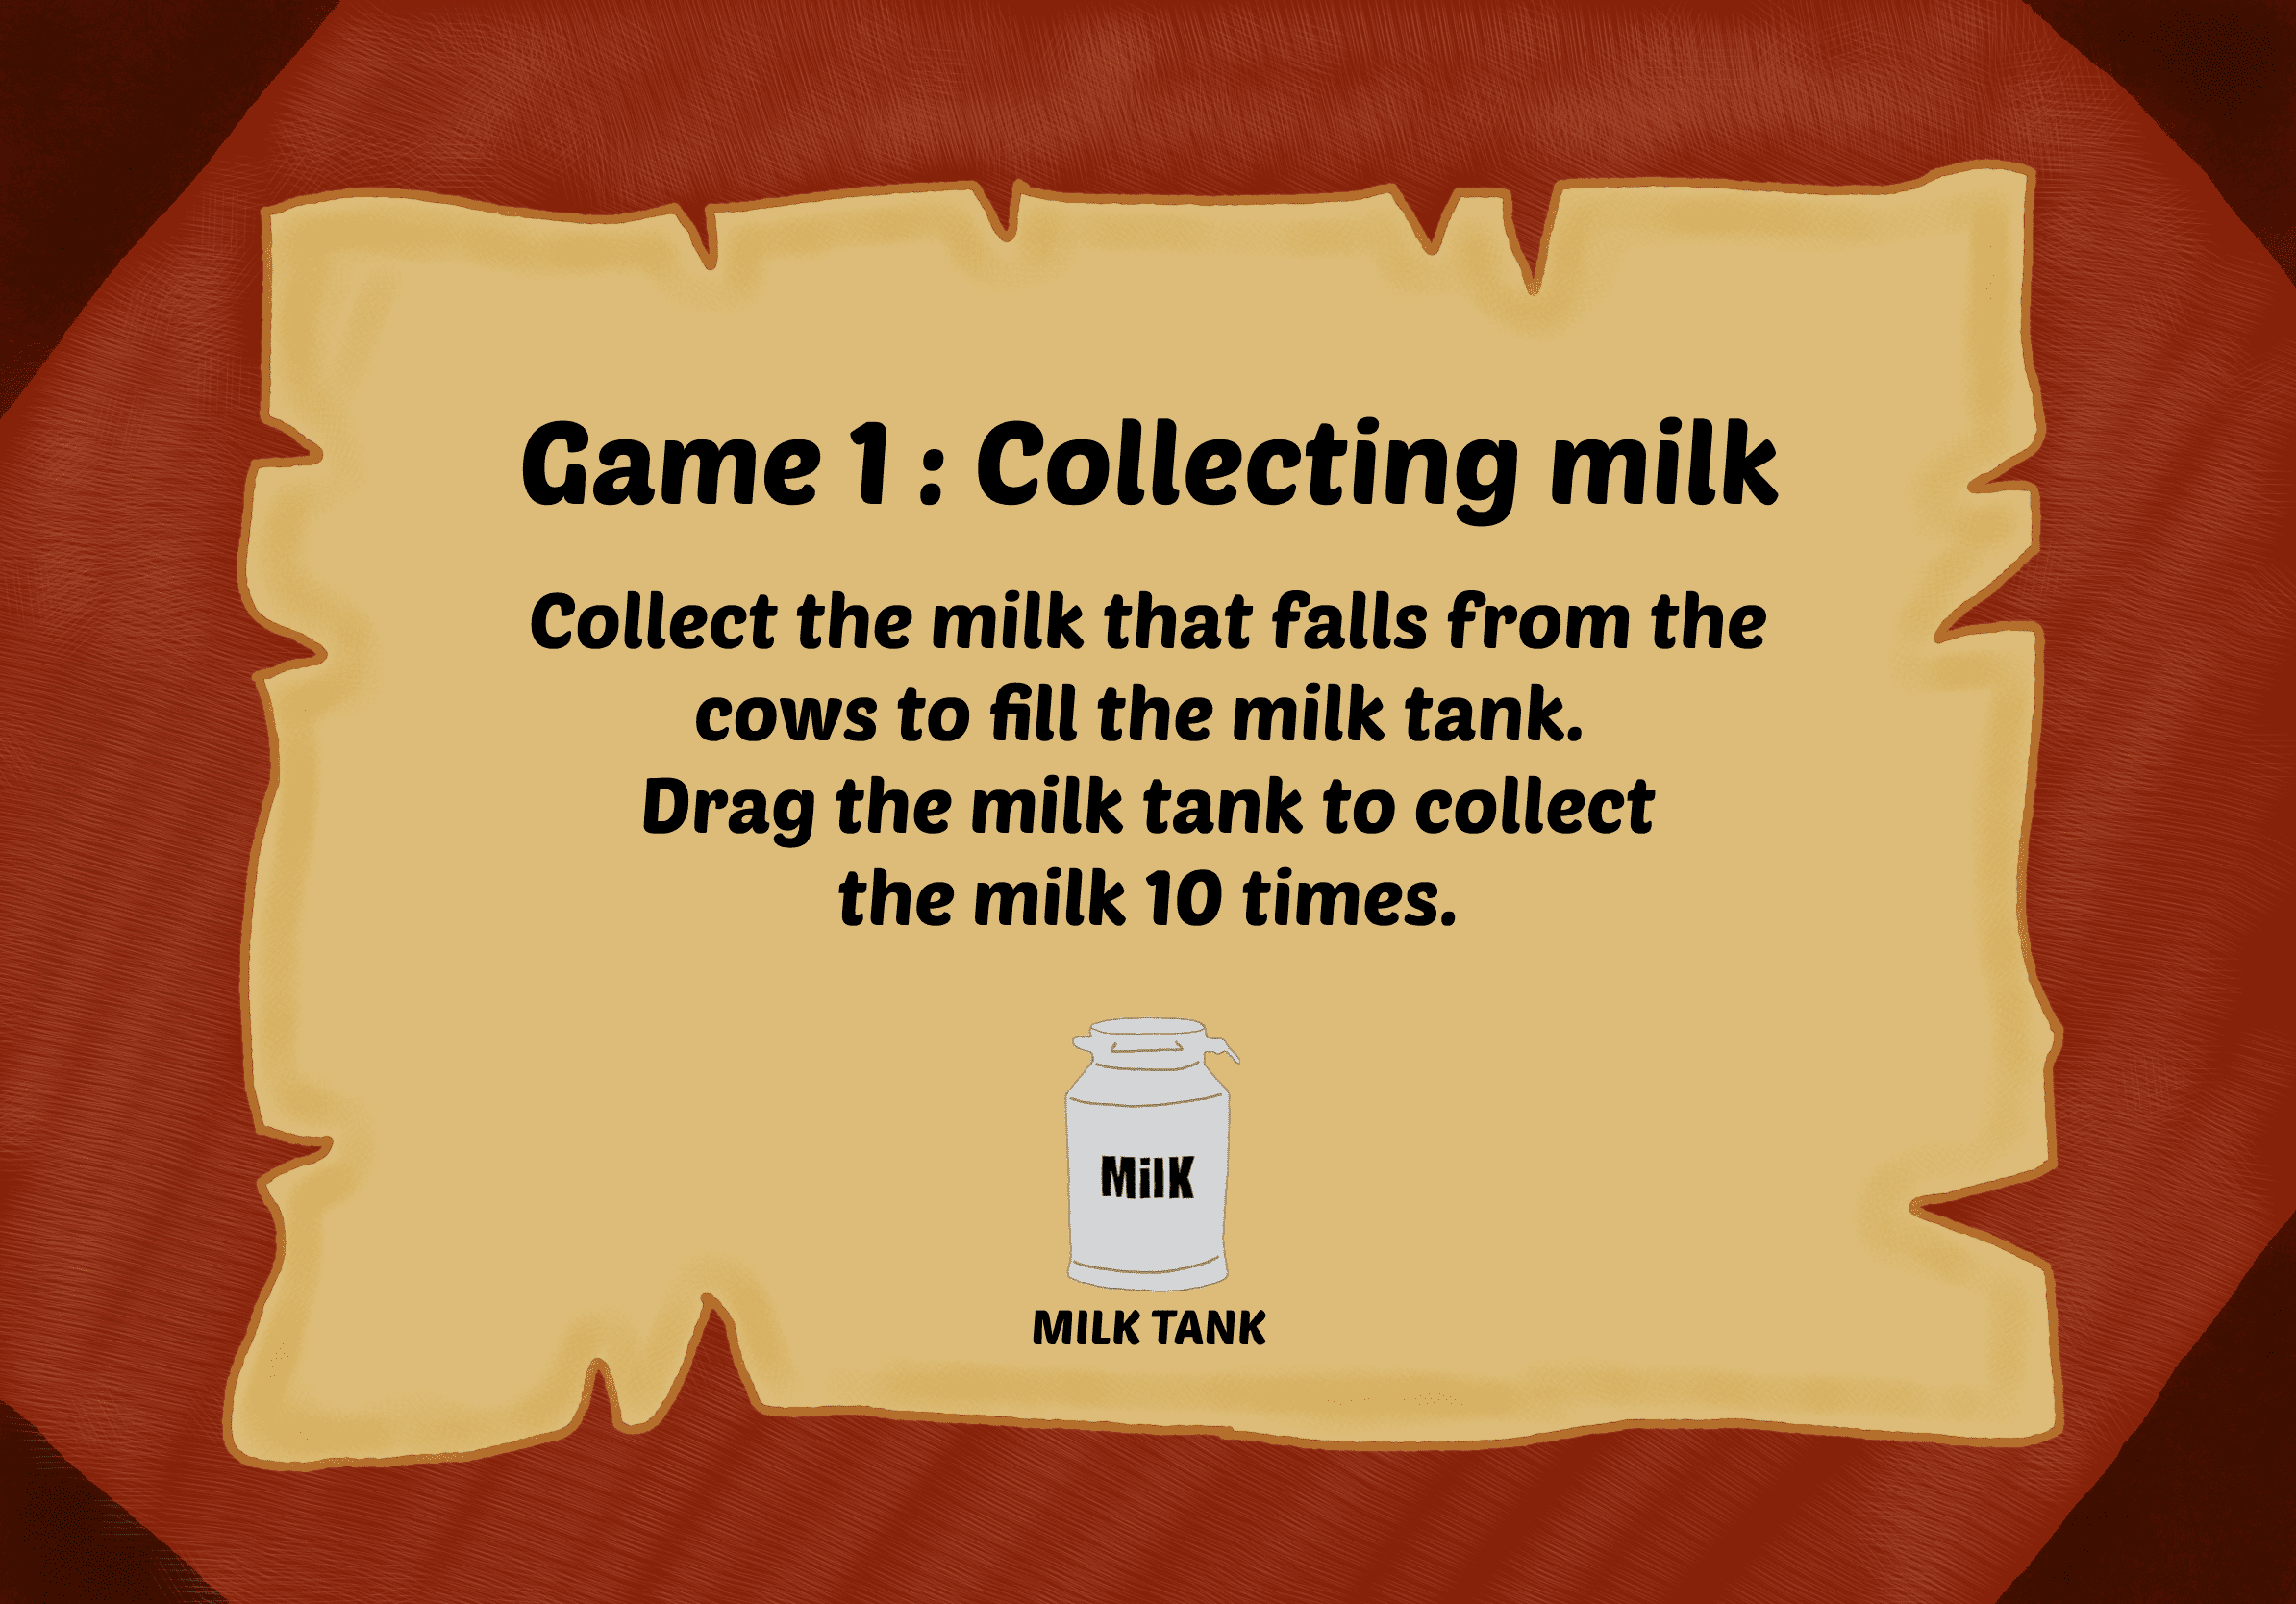 Game 1 : Collecting milk
Collect the milk that falls from the
cows to fill the milk tank.
Drag the milk tank to collect
the milk 10 times.
MilK
MILK TANK